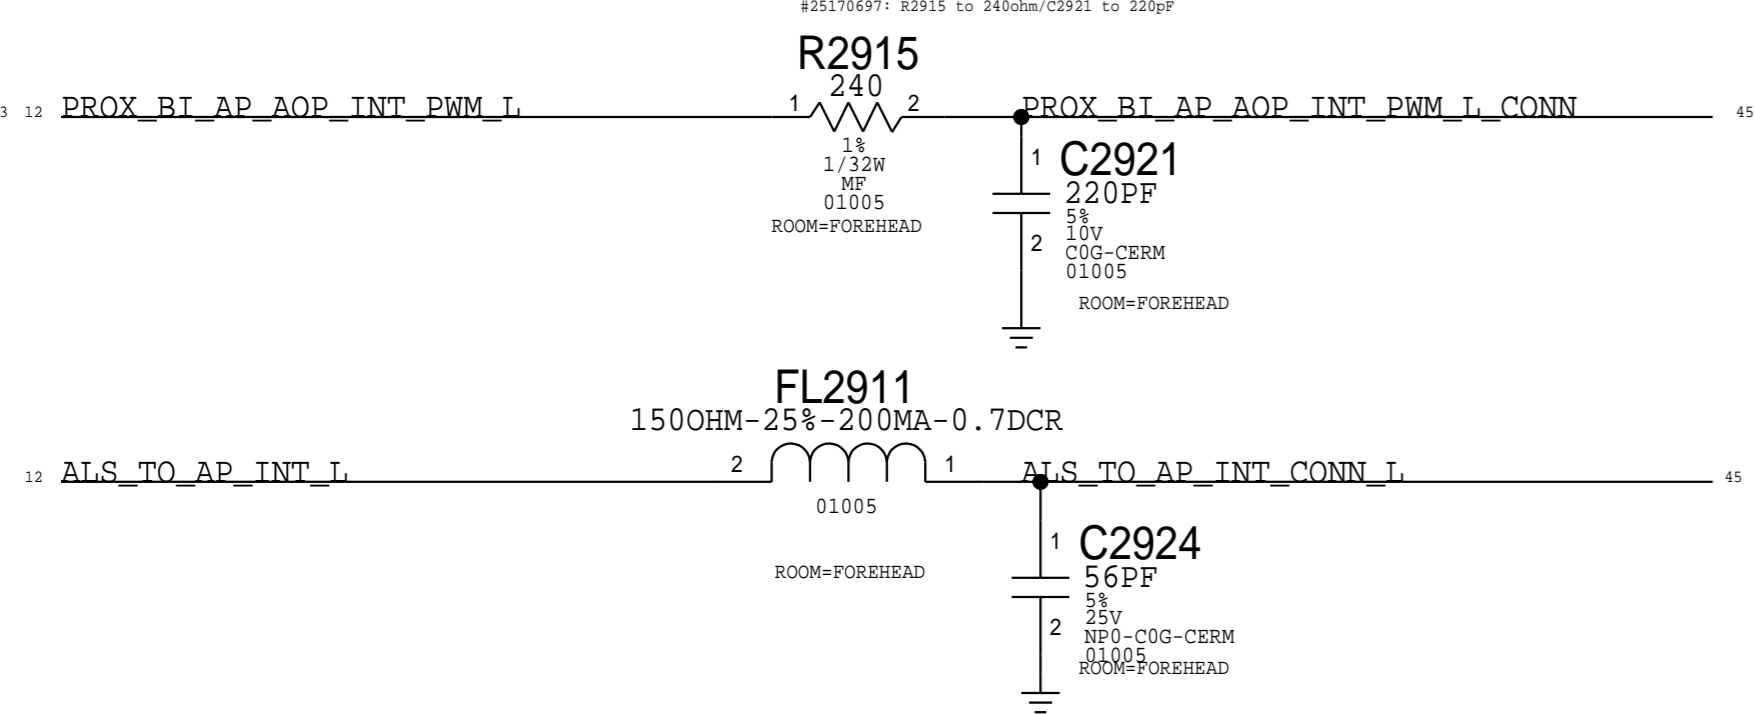 #25170697: R2915 to 240ohm/C2921 to 220pF
R2915
240
3 12 PROX_BI_AP_AOP_INT_PWM_L 1 2 PROX_BI_AP_AOP_INT_PWM_L_CONN 45
1%
1/32W
MF
01005
ROOM=FOREHEAD
1 C2921
220PF
5%
10V
2
C0G-CERM
01005
ROOM=FOREHEAD
FL2911
150OHM-25%-200MA-0.7DCR
12 ALS_TO_AP_INT_L 2 1 ALS_TO_AP_INT_CONN_L 45
01005
ROOM=FOREHEAD
1 C2924
56PF
5%
25V
2
NP0-C0G-CERM
01005
ROOM=FOREHEAD